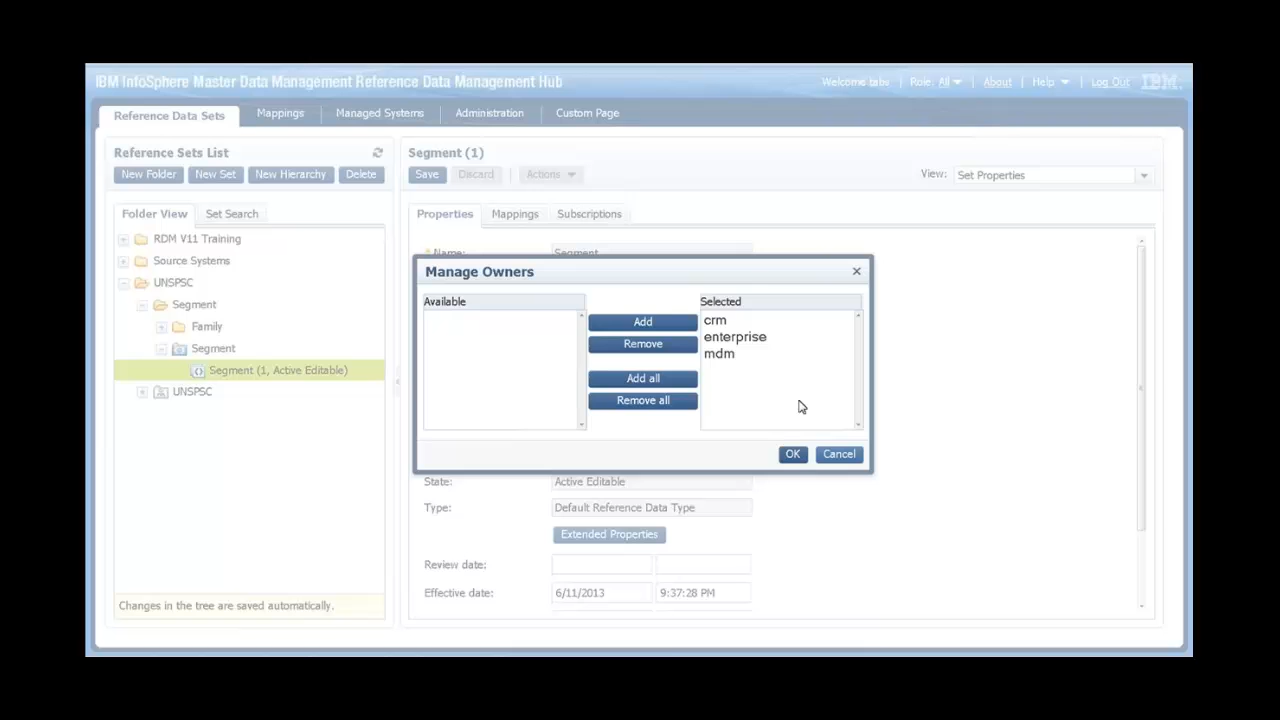 IBM InfoSphere Master Data Management Reference Data Management Hub
Welcome tabs Role: All About Help Log Out IBM
Reference Data Sets Mappings Managed Systems Administration Custom Page
Reference Sets List
New Folder New Set New Hierarchy Delete
Folder View Set Search
RDM V11 Training
Source Systems
UNSPSC
Segment
Family
Segment
Segment (1, Active Editable)
UNSPSC
Changes in the tree are saved automatically.
Segment (1)
Save Discard Actions
View: Set Properties
Properties Mappings Subscriptions
* Name: Segment
Manage Owners
Available
Add
Remove
Add all
Remove all
Selected
crm
enterprise
mdm
OK Cancel
State: Active Editable
Type: Default Reference Data Type
Extended Properties
Review date:
Effective date: 6/11/2013 9:37:28 PM